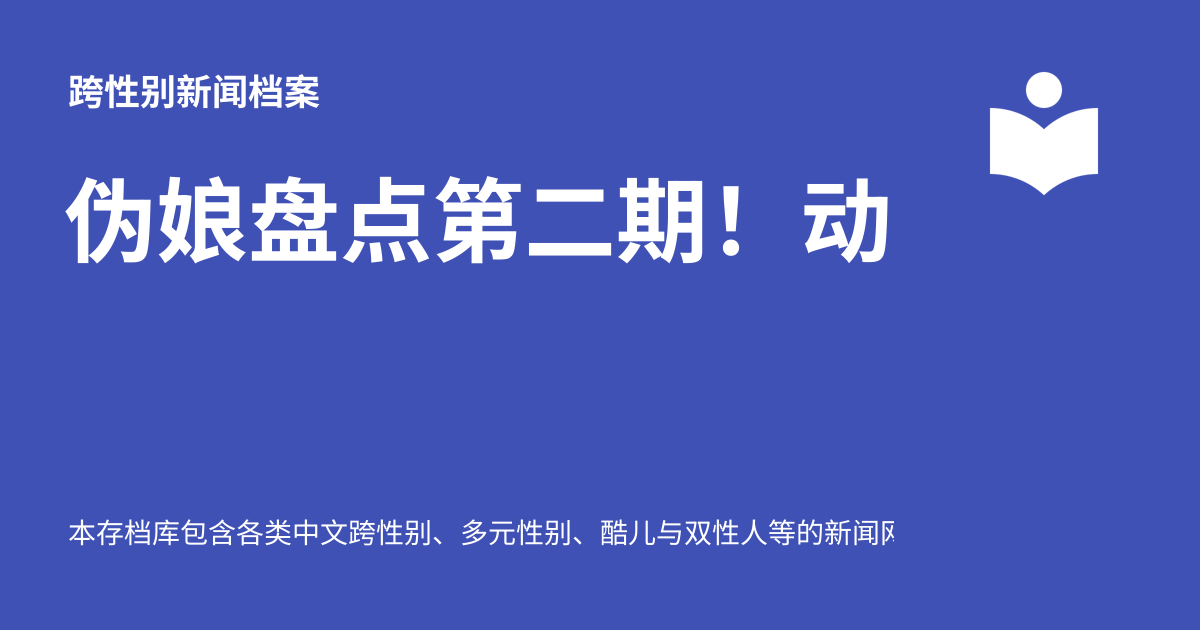 跨性别新闻档案
伪娘盘点第二期！动
本存档库包含各类中文跨性别、多元性别、酷儿与双性人等的新闻